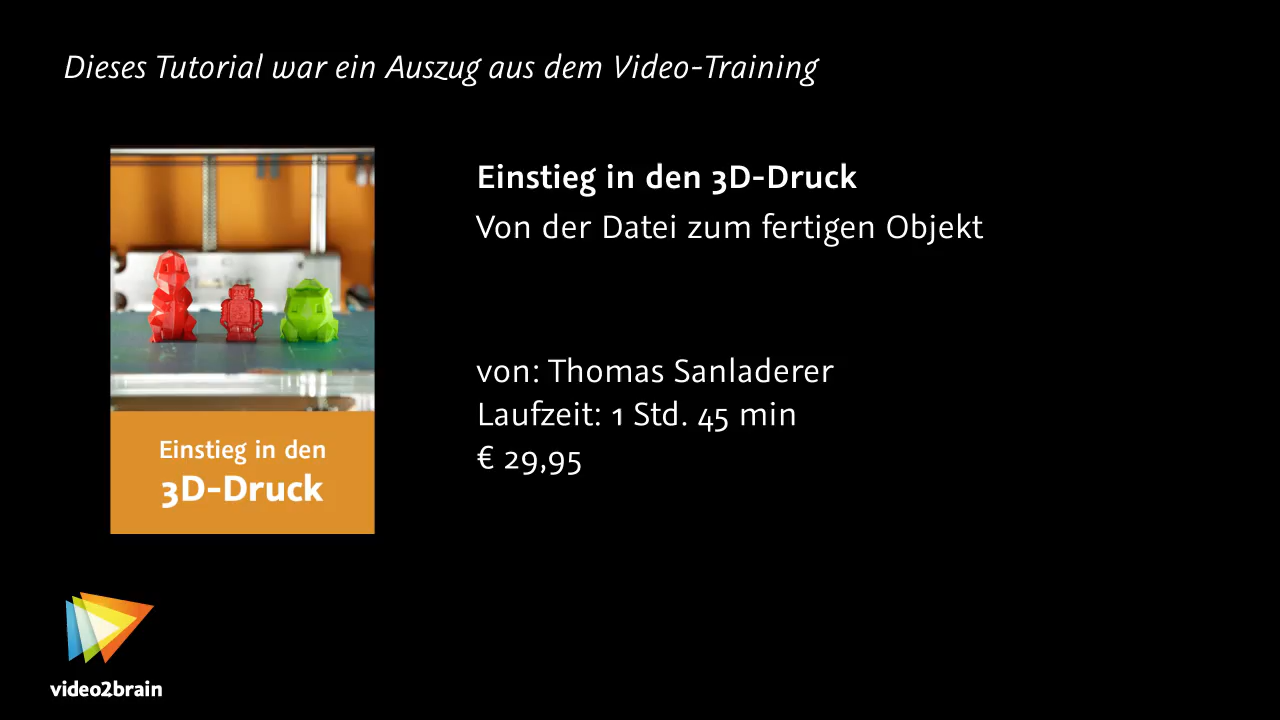 Dieses Tutorial war ein Auszug aus dem Video-Training
Einstieg in den 3D-Druck
Von der Datei zum fertigen Objekt
von: Thomas Sanladerer
Laufzeit: 1 Std. 45 min
€ 29,95
Einstieg in den
3D-Druck
video2brain